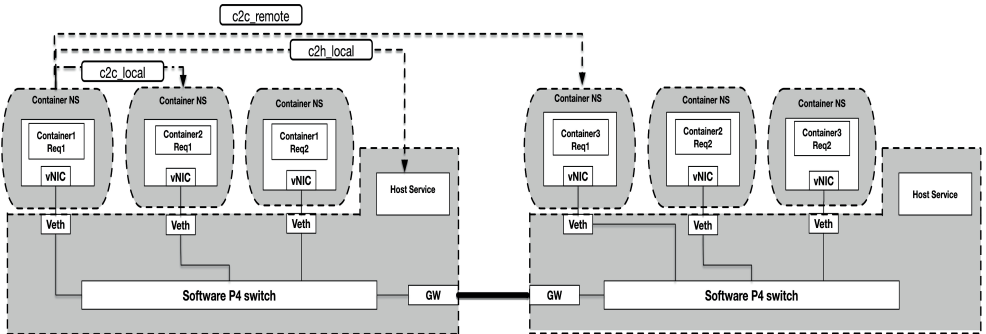 c2c_remote
c2h_local
c2c_local
Container NS
Container NS
Container NS
Container NS
Container NS
Container NS
Container1
Req1
Container2
Req1
Container1
Req2
Container3
Req1
Container2
Req2
Container3
Req2
vNIC
vNIC
vNIC
vNIC
vNIC
vNIC
Host Service
Host Service
Veth
Veth
Veth
Veth
Veth
Veth
Software P4 switch
GW
GW
Software P4 switch